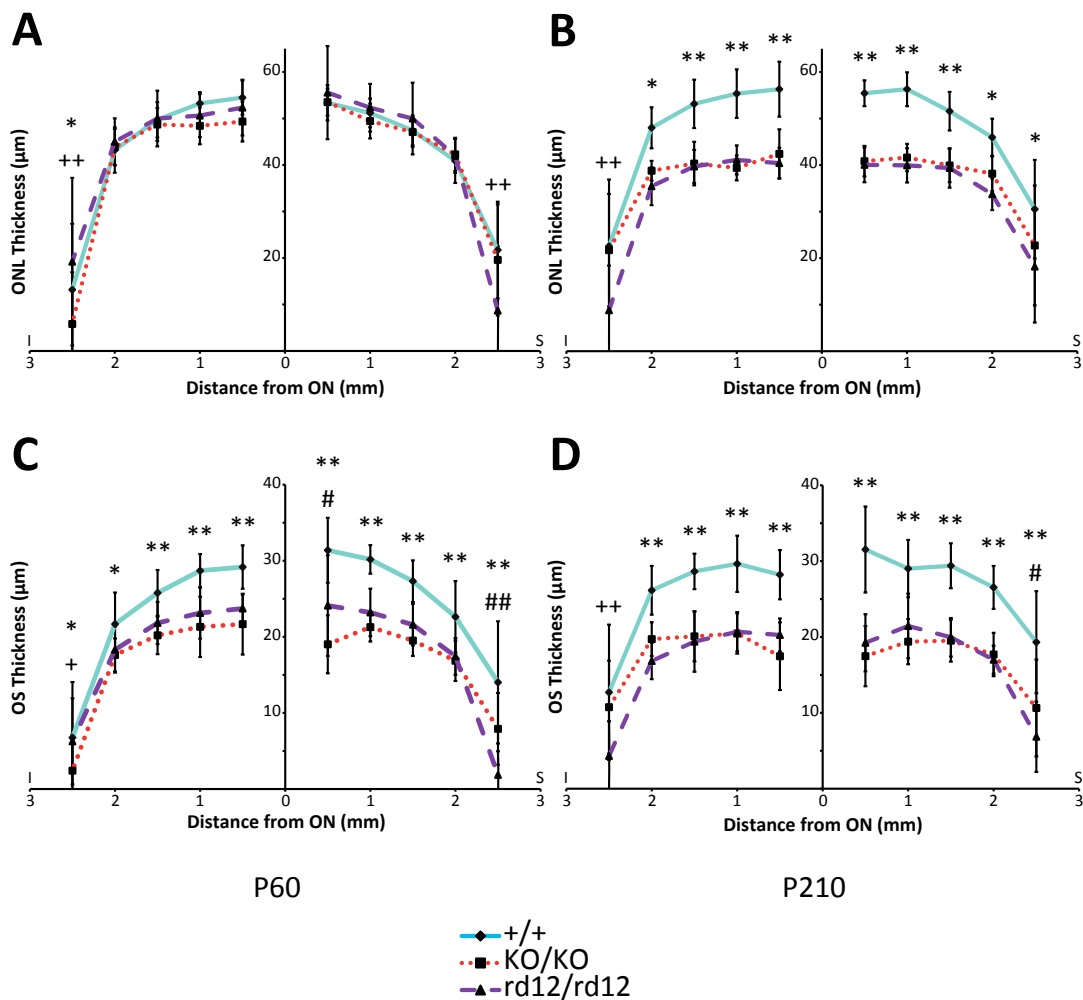 A
B
** ** ** **
** ** **
* *
*
*
++ ++ ++
60 60
40 40
20 20
ONL Thickness (µm) ONL Thickness (µm)
I S I S
3 2 1 0 1 2 3 3 2 1 0 1 2 3
Distance from ON (mm) Distance from ON (mm)
C
D
**
#
** ** ** ** ** ** **
##
* *
+
** ** ** ** ** ** ** ** **
#
++
40 40
30 30
20 20
10 10
OS Thickness (µm) OS Thickness (µm)
I S I S
3 2 1 0 1 2 3 3 2 1 0 1 2 3
Distance from ON (mm) Distance from ON (mm)
P60 P210
+/+
KO/KO
rd12/rd12